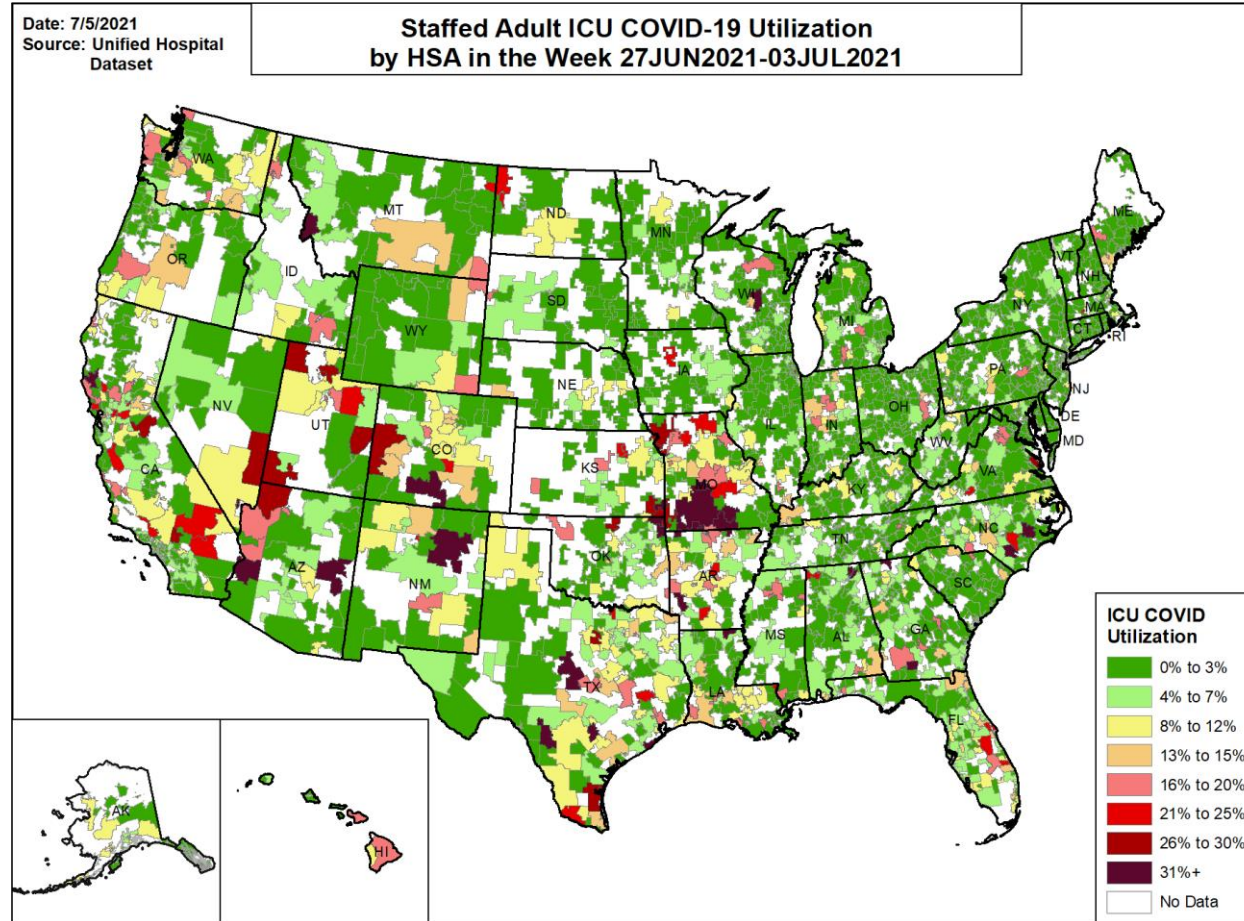 Date: 7/5/2021
Source: Unified Hospital
Dataset
Staffed Adult ICU COVID-19 Utilization
by HSA in the Week 27JUN2021-03JUL2021
WA
MT
ND
MN
ME
OR
ID
SD
WI
VT
NH
NY
MA
MI
WY
CT
RI
IA
PA
NE
NJ
NV
OH
IL
IN
DE
UT
MD
CO
WV
CA
KS
MO
VA
KY
NC
TN
OK
AZ
AR
NM
SC
MS
AL
GA
TX
LA
FL
AK
HI
ICU COVID
Utilization
0% to 3%
4% to 7%
8% to 12%
13% to 15%
16% to 20%
21% to 25%
26% to 30%
31%+
No Data